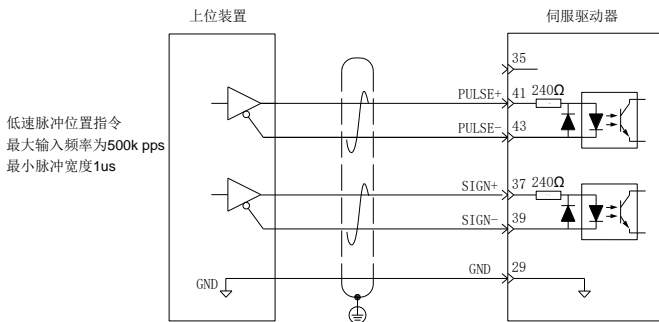 上位装置
伺服驱动器
35
PULSE+
41
240Ω
低速脉冲位置指令
最大输入频率为500k pps
最小脉冲宽度1us
PULSE-
43
SIGN+
37
240Ω
SIGN-
39
GND
29
GND